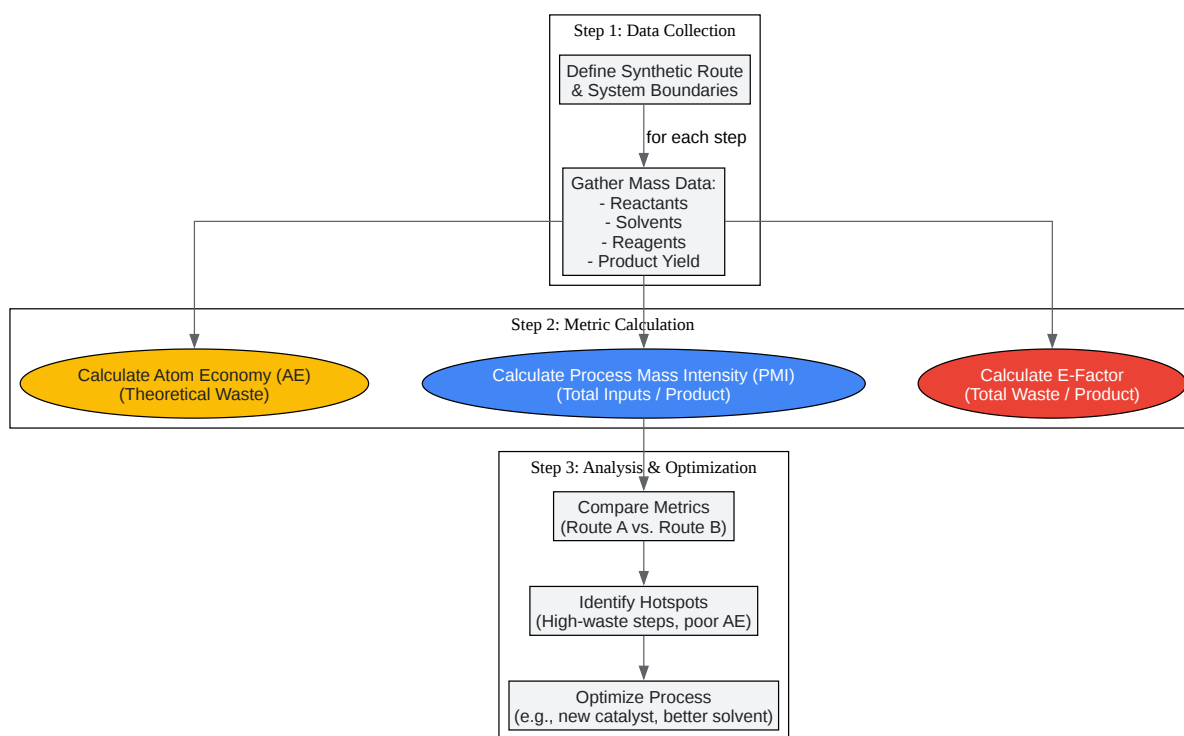 Step 1: Data Collection
Define Synthetic Route
& System Boundaries
for each step
Gather Mass Data:
- Reactants
- Solvents
- Reagents
- Product Yield
Step 2: Metric Calculation
Calculate Atom Economy (AE)
(Theoretical Waste)
Calculate Process Mass Intensity (PMI)
(Total Inputs / Product)
Calculate E-Factor
(Total Waste / Product)
Step 3: Analysis & Optimization
Compare Metrics
(Route A vs. Route B)
Identify Hotspots
(High-waste steps, poor AE)
Optimize Process
(e.g., new catalyst, better solvent)